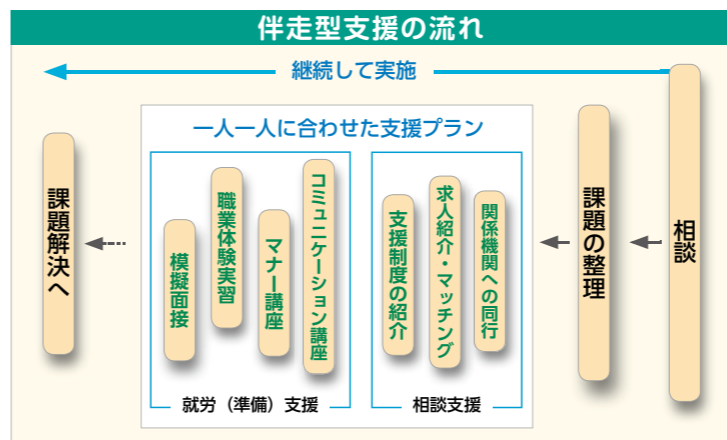 伴走型支援の流れ
継続して実施
相談
課題の整理
一人一人に合わせた支援プラン
関係機関への同行
求人紹介・マッチング
支援制度の紹介
相談支援
コミュニケーション講座
マナー講座
職業体験実習
模擬面接
就労（準備）支援
課題解決へ